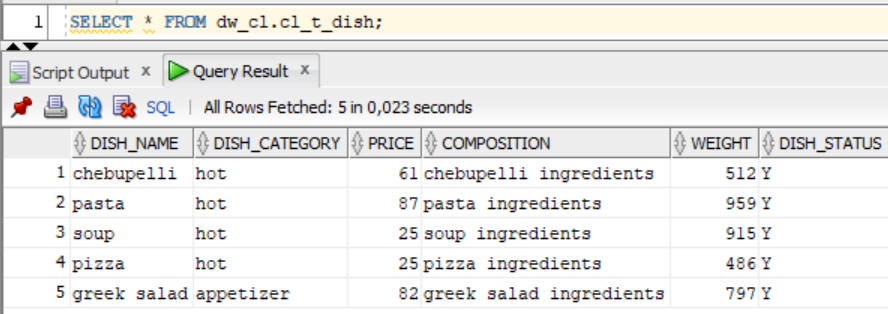 1 SELECT * FROM dw_cl.cl_t_dish;
Script Output x Query Result x
SQL | All Rows Fetched: 5 in 0,023 seconds
DISH_NAME DISH_CATEGORY PRICE COMPOSITION WEIGHT DISH_STATUS
1 chebupelli hot 61 chebupelli ingredients 512 Y
2 pasta hot 87 pasta ingredients 959 Y
3 soup hot 25 soup ingredients 915 Y
4 pizza hot 25 pizza ingredients 486 Y
5 greek salad appetizer 82 greek salad ingredients 797 Y